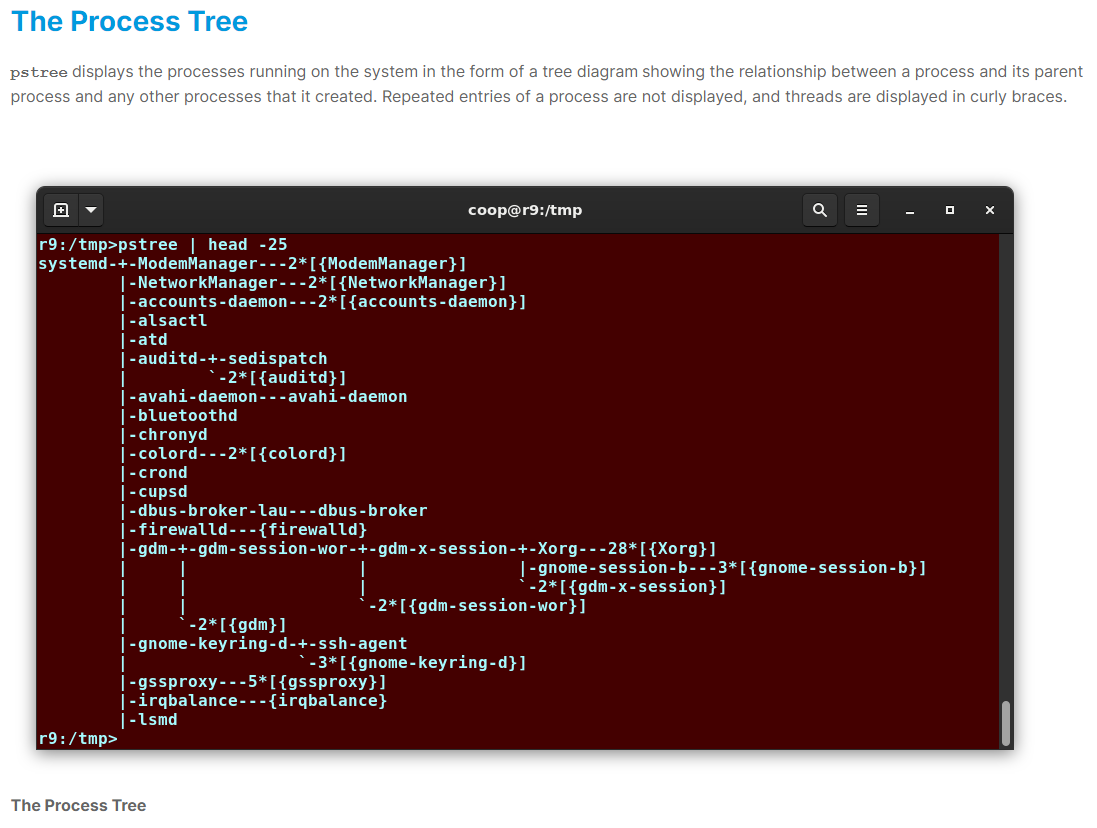 The Process Tree
pstree displays the processes running on the system in the form of a tree diagram showing the relationship between a process and its parent
process and any other processes that it created. Repeated entries of a process are not displayed, and threads are displayed in curly braces.
coop@r9:/tmp
r9:/tmp>pstree | head -25
systemd-+-ModemManager---2*[{ModemManager}]
        |-NetworkManager---2*[{NetworkManager}]
        |-accounts-daemon---2*[{accounts-daemon}]
        |-alsactl
        |-atd
        |-auditd-+-sedispatch
        |        `-2*[{auditd}]
        |-avahi-daemon---avahi-daemon
        |-bluetoothd
        |-chronyd
        |-colord---2*[{colord}]
        |-crond
        |-cupsd
        |-dbus-broker-lau---dbus-broker
        |-firewalld---{firewalld}
        |-gdm-+-gdm-session-wor-+-gdm-x-session-+-Xorg---28*[{Xorg}]
        |     |                 |               |-gnome-session-b---3*[{gnome-session-b}]
        |     |                 |               `-2*[{gdm-x-session}]
        |     |                 `-2*[{gdm-session-wor}]
        |     `-2*[{gdm}]
        |-gnome-keyring-d-+-ssh-agent
        |                 `-3*[{gnome-keyring-d}]
        |-gssproxy---5*[{gssproxy}]
        |-irqbalance---{irqbalance}
        |-lsmd
r9:/tmp>
The Process Tree